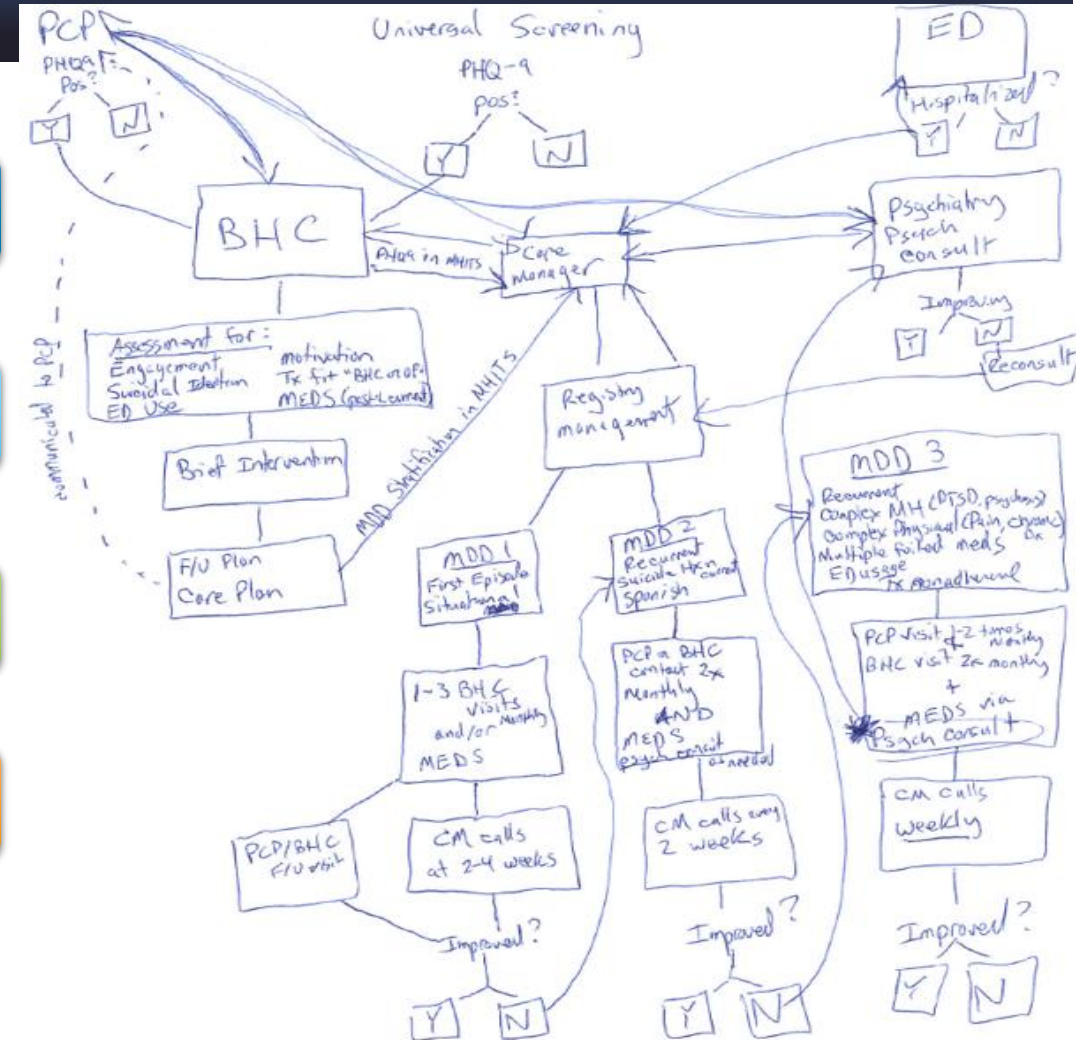 PCP
Universal Screening
PHQ9
Pos?
Y
N
PHQ-9
pos?
Y
N
ED
Hospitalized?
Y
N
BHC
PHQ9 in MHITS
Care
manager
Psychiatry
Psych
consult
Improving
Y
N
Reconsult
Assessment for:
Engagement
Suicidal Ideation
ED Use
motivation
Tx fit "BHC
MEDS
Brief Intervention
F/U Plan
Care Plan
to PCP
MDD Stratification in MHITS
Registry
management
MDD 1
First Episode
Situational
1-3 BHC
visits
Monthly
and/or
MEDS
PCP/BHC
F/U visit
CM calls
at 2-4 weeks
Improved?
Y
N
MDD 2
Recurrent
Suicide Hx
current
Spanish
PCP a BHC
contact 2x
Monthly
AND
MEDS
psych consult
as needed
CM calls every
2 weeks
Improved?
Y
N
MDD 3
Recurrent
Complex MH (PTSD, psychosis)
Complex Physical (Pain, chronic)
Multiple failed meds
ED usage
PCP visit 1-2 times
Monthly
BHC visit 2x monthly
+
MEDS via
Psych consult
CM calls
weekly
Improved?
Y
N